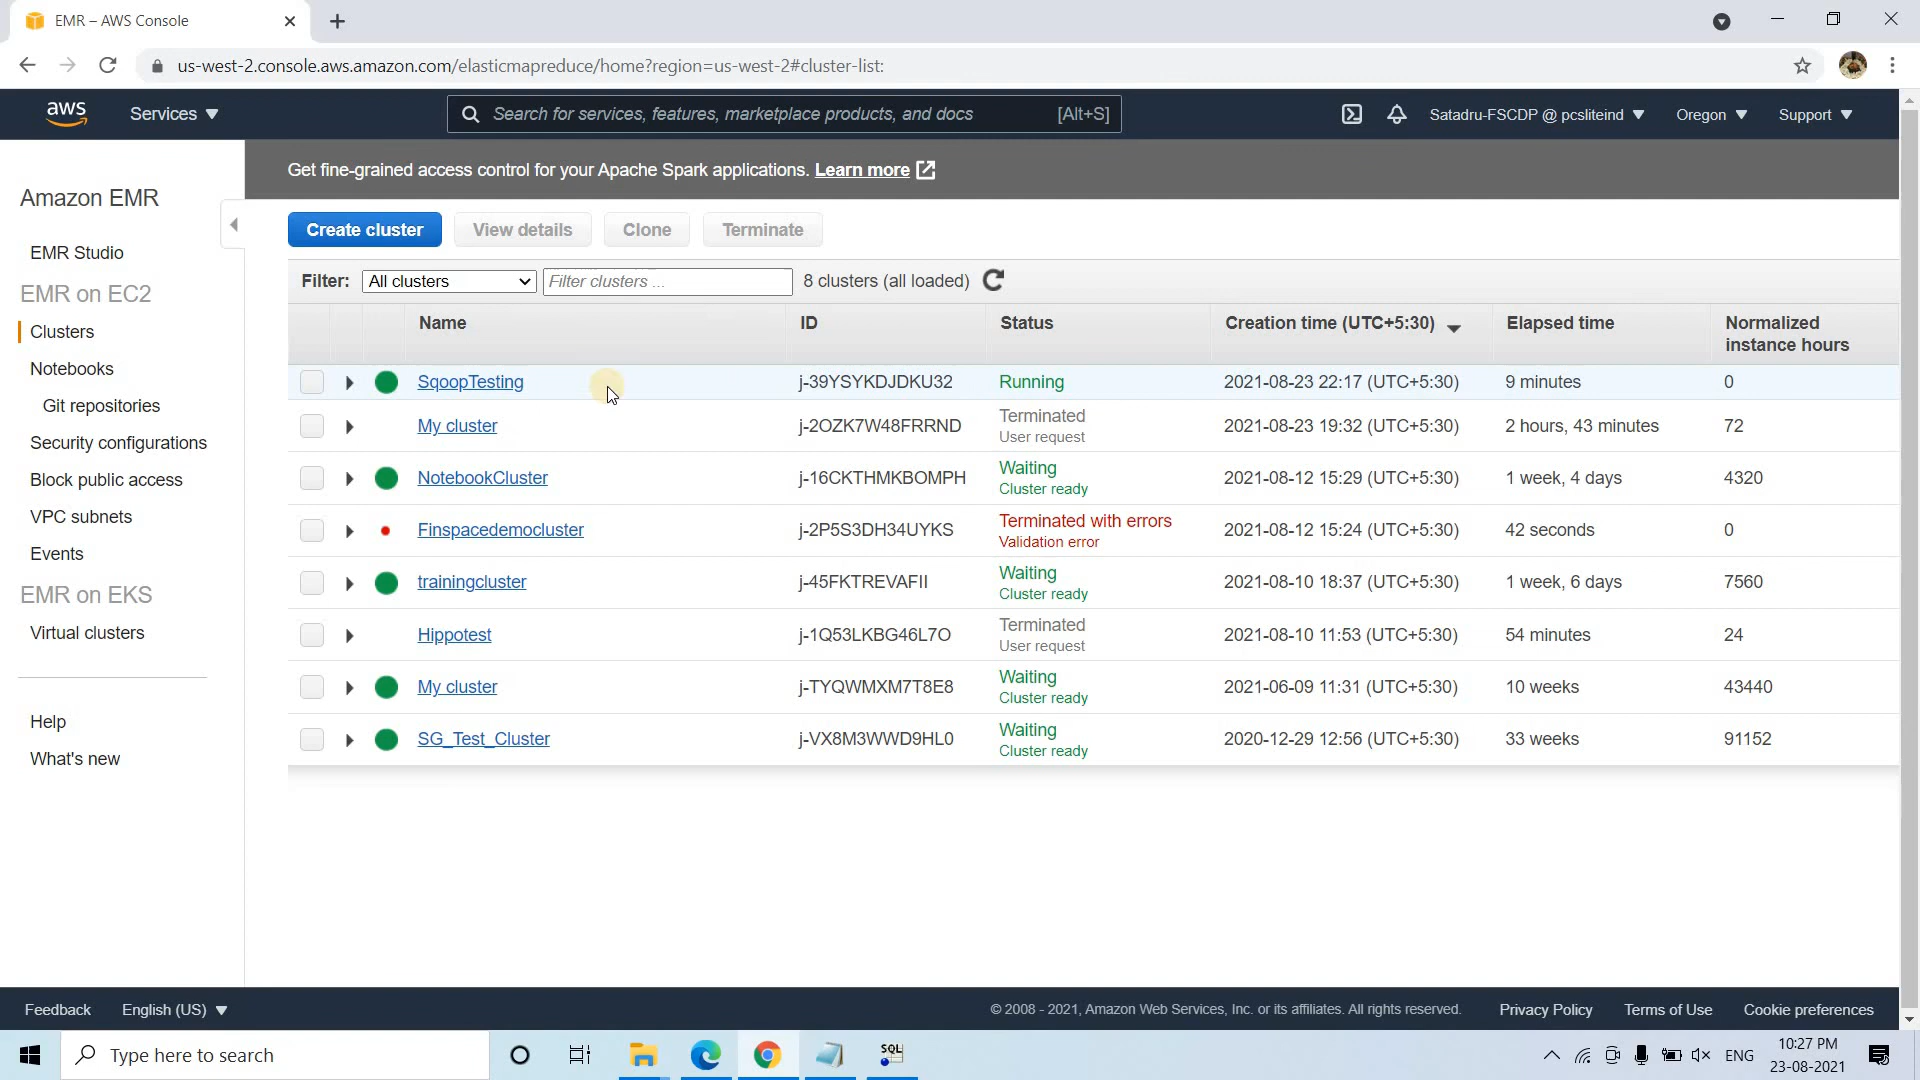 EMR – AWS Console
us-west-2.console.aws.amazon.com/elasticmapreduce/home?region=us-west-2#cluster-list:
aws
Services
Search for services, features, marketplace products, and docs [Alt+S]
Satadru-FSCDP @ pcsliteind
Oregon
Support
Get fine-grained access control for your Apache Spark applications. Learn more
Amazon EMR
EMR Studio
EMR on EC2
Clusters
Notebooks
Git repositories
Security configurations
Block public access
VPC subnets
Events
EMR on EKS
Virtual clusters
Help
What's new
Create cluster View details Clone Terminate
Filter: All clusters Filter clusters ... 8 clusters (all loaded)
Name ID Status Creation time (UTC+5:30) Elapsed time Normalized
instance hours
SqoopTesting j-39YSYKDJDKU32 Running 2021-08-23 22:17 (UTC+5:30) 9 minutes 0
My cluster j-2OZK7W48FRRND Terminated 2021-08-23 19:32 (UTC+5:30) 2 hours, 43 minutes 72
User request
NotebookCluster j-16CKTHMKBOMPH Waiting 2021-08-12 15:29 (UTC+5:30) 1 week, 4 days 4320
Cluster ready
Finspacedemocluster j-2P5S3DH34UYKS Terminated with errors 2021-08-12 15:24 (UTC+5:30) 42 seconds 0
Validation error
trainingcluster j-45FKTREVAFII Waiting 2021-08-10 18:37 (UTC+5:30) 1 week, 6 days 7560
Cluster ready
Hippotest j-1Q53LKBG46L7O Terminated 2021-08-10 11:53 (UTC+5:30) 54 minutes 24
User request
My cluster j-TYQWMXM7T8E8 Waiting 2021-06-09 11:31 (UTC+5:30) 10 weeks 43440
Cluster ready
SG_Test_Cluster j-VX8M3WWD9HL0 Waiting 2020-12-29 12:56 (UTC+5:30) 33 weeks 91152
Cluster ready
Feedback English (US) © 2008 - 2021, Amazon Web Services, Inc. or its affiliates. All rights reserved. Privacy Policy Terms of Use Cookie preferences
Type here to search
SQL
ENG
10:27 PM
23-08-2021